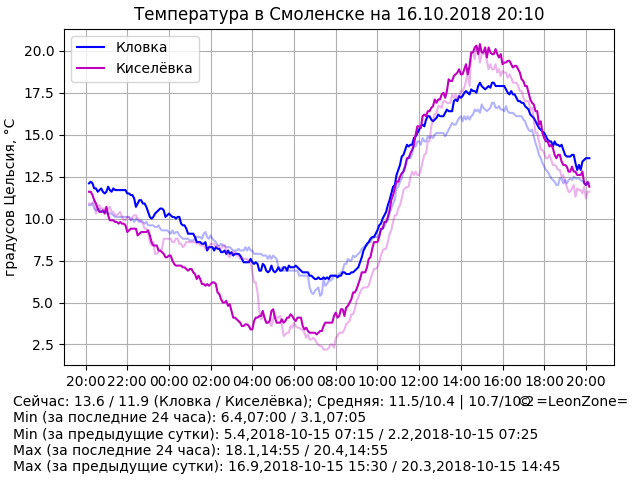 Температура в Смоленске на 16.10.2018 20:10
Кловка
Киселёвка
градусов Цельсия, °C
20.0
17.5
15.0
12.5
10.0
7.5
5.0
2.5
20:00 22:00 00:00 02:00 04:00 06:00 08:00 10:00 12:00 14:00 16:00 18:00 20:00
Сейчас: 13.6 / 11.9 (Кловка / Киселёвка); Средняя: 11.5/10.4 | 10.7/10.2
© =LeonZone=
Min (за последние 24 часа): 6.4,07:00 / 3.1,07:05
Min (за предыдущие сутки): 5.4,2018-10-15 07:15 / 2.2,2018-10-15 07:25
Max (за последние 24 часа): 18.1,14:55 / 20.4,14:55
Max (за предыдущие сутки): 16.9,2018-10-15 15:30 / 20.3,2018-10-15 14:45